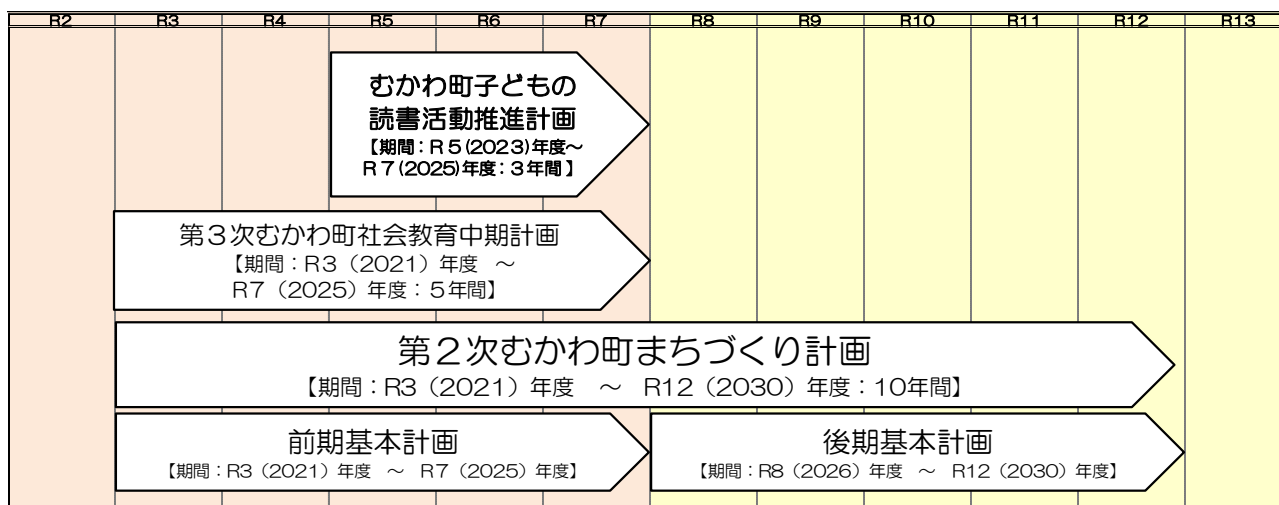 R2 R3 R4 R5 R6 R7 R8 R9 R10 R11 R12 R13
むかわ町子どもの
読書活動推進計画
【期間：R５(2023)年度～
R７(2025)年度：３年間】
第３次むかわ町社会教育中期計画
【期間：R３（2021）年度　～
R７（2025）年度：５年間】
第２次むかわ町まちづくり計画
【期間：R３（2021）年度　～　R12（2030）年度：10年間】
前期基本計画
【期間：R３（2021）年度　～　R７（2025）年度】
後期基本計画
【期間：R８（2026）年度　～　R12（2030）年度】